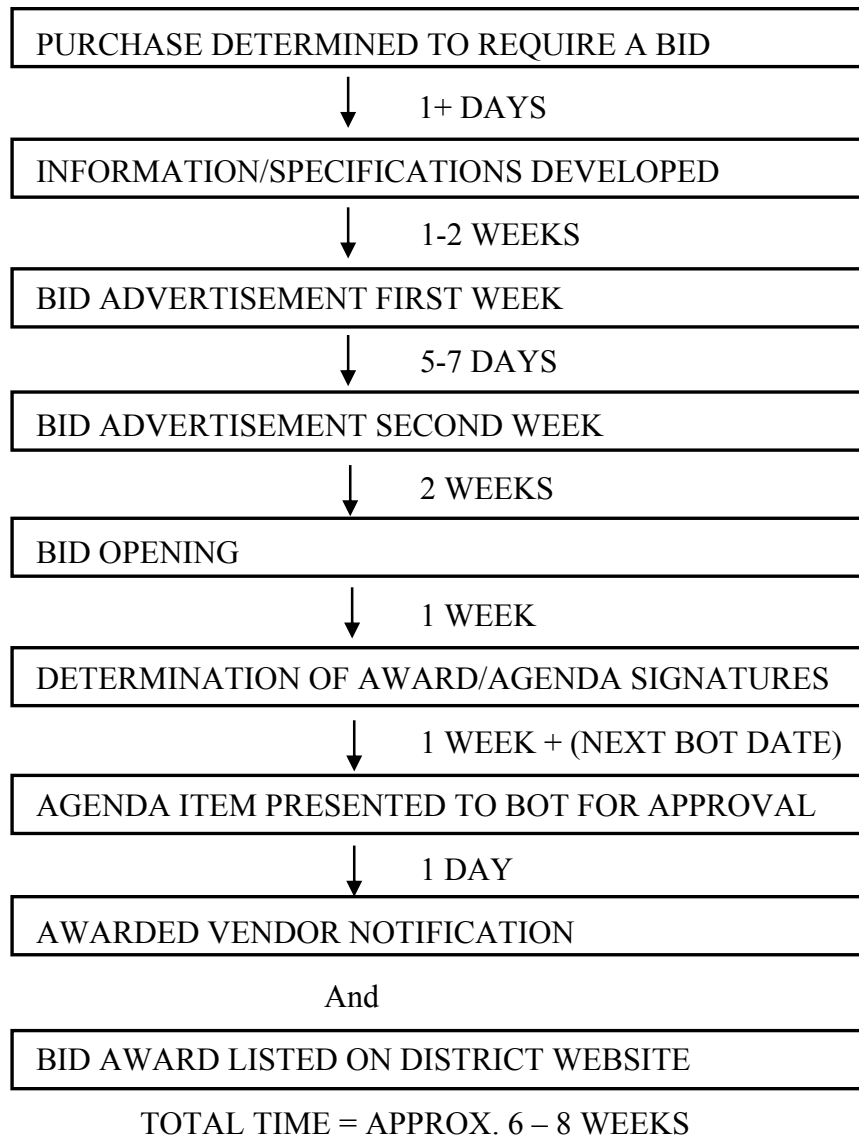 PURCHASE DETERMINED TO REQUIRE A BID
1+ DAYS
INFORMATION/SPECIFICATIONS DEVELOPED
1-2 WEEKS
BID ADVERTISEMENT FIRST WEEK
5-7 DAYS
BID ADVERTISEMENT SECOND WEEK
2 WEEKS
BID OPENING
1 WEEK
DETERMINATION OF AWARD/AGENDA SIGNATURES
1 WEEK + (NEXT BOT DATE)
AGENDA ITEM PRESENTED TO BOT FOR APPROVAL
1 DAY
AWARDED VENDOR NOTIFICATION
And
BID AWARD LISTED ON DISTRICT WEBSITE
TOTAL TIME = APPROX. 6 – 8 WEEKS